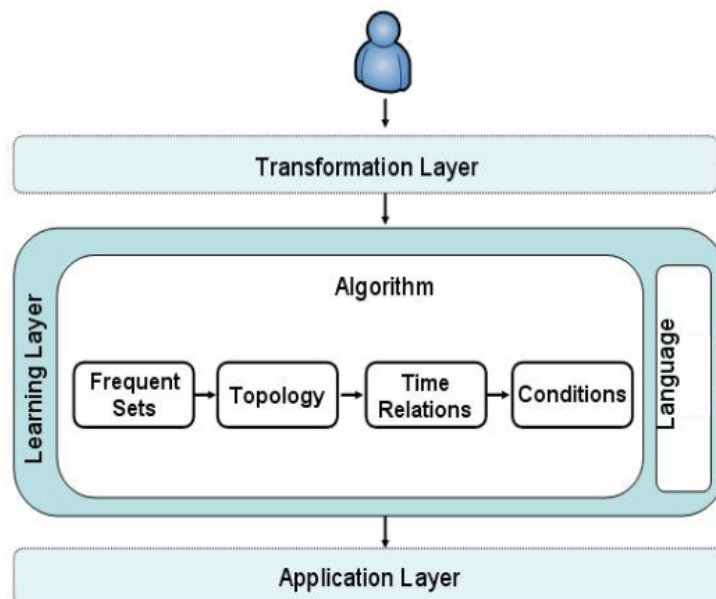 Transformation Layer
Learning Layer
Algorithm
Frequent
Sets
Topology
Time
Relations
Conditions
Language
Application Layer